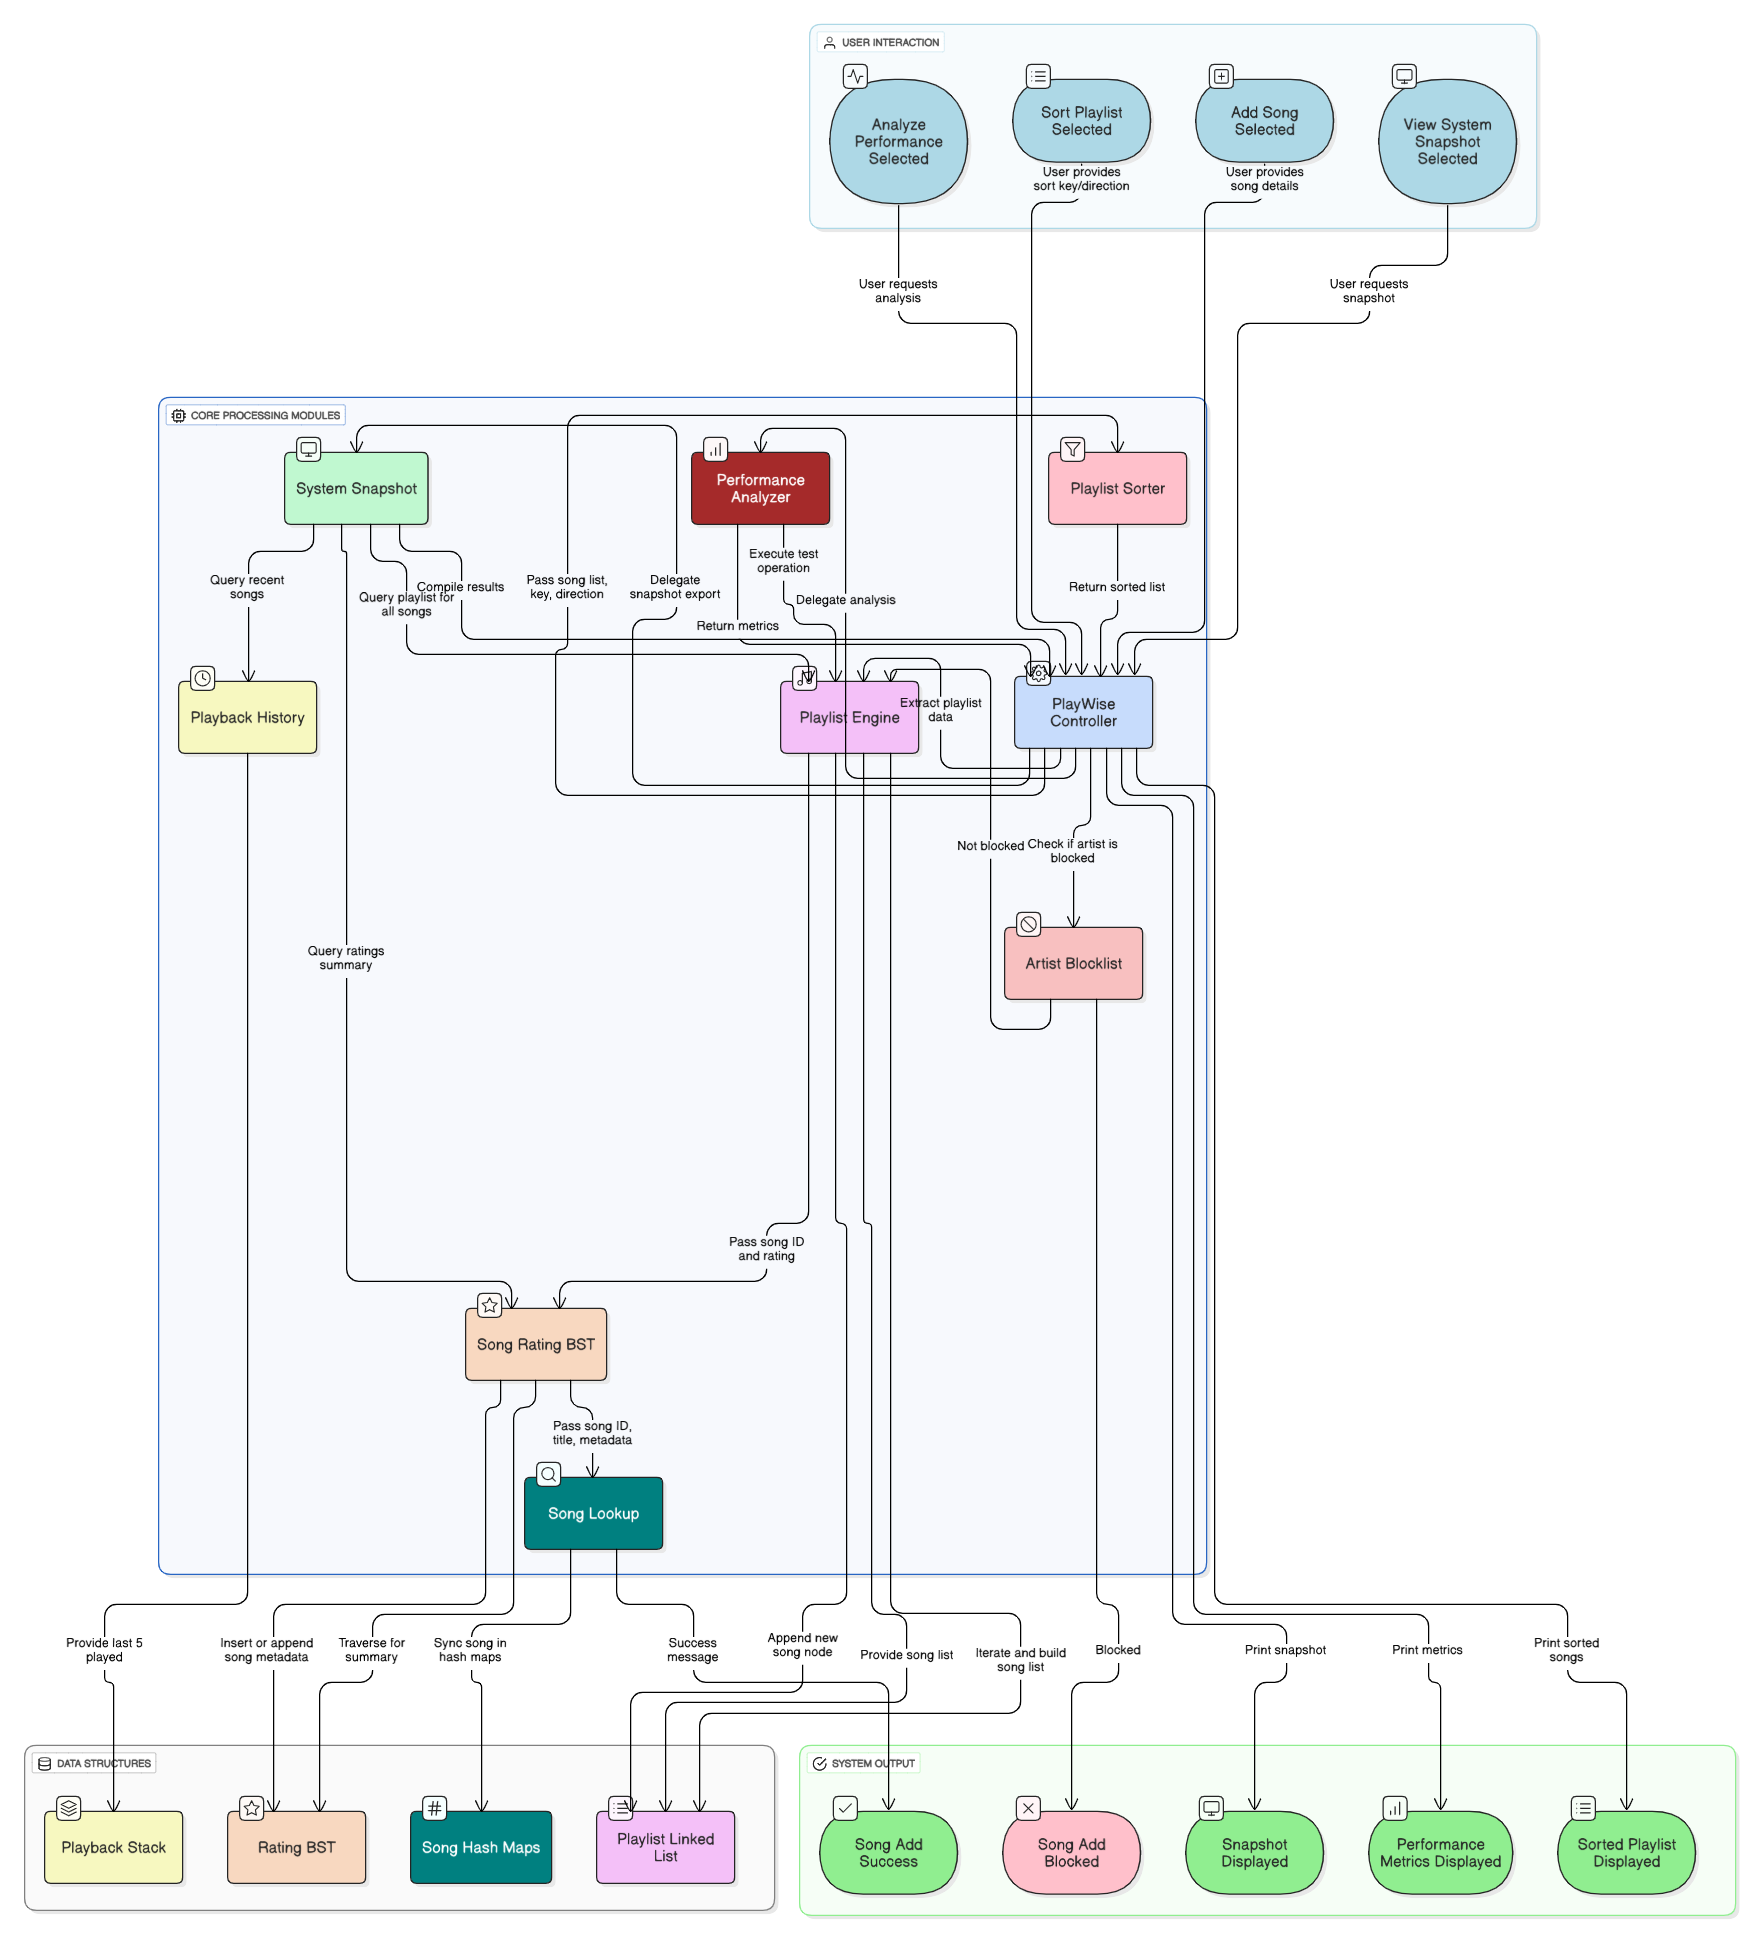 USER INTERACTION
Analyze
Performance
Selected
Sort Playlist
Selected
Add Song
Selected
View System
Snapshot
Selected
User provides
sort key/direction
User provides
song details
User requests
analysis
User requests
snapshot
CORE PROCESSING MODULES
System Snapshot
Performance
Analyzer
Playlist Sorter
Query recent
songs
Query playlist for
all songs
Compile results
Pass song list,
key, direction
Delegate
snapshot export
Execute test
operation
Delegate analysis
Return metrics
Return sorted list
Playback History
Playlist Engine
Extract playlist
data
PlayWise
Controller
Not blocked
Check if artist is
blocked
Query ratings
summary
Artist Blocklist
Pass song ID
and rating
Song Rating BST
Pass song ID,
title, metadata
Song Lookup
Provide last 5
played
Insert or append
song metadata
Traverse for
summary
Sync song in
hash maps
Success
message
Append new
song node
Provide song list
Iterate and build
song list
Blocked
Print snapshot
Print metrics
Print sorted
songs
DATA STRUCTURES
Playback Stack
Rating BST
Song Hash Maps
Playlist Linked
List
SYSTEM OUTPUT
Song Add
Success
Song Add
Blocked
Snapshot
Displayed
Performance
Metrics Displayed
Sorted Playlist
Displayed